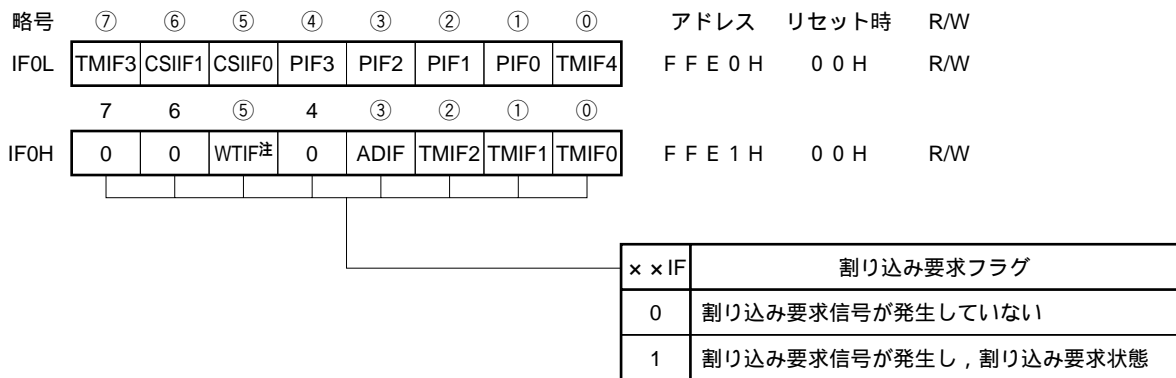 略号 ⑦ ⑥ ⑤ ④ ③ ② ① ⓪ アドレス リセット時 R/W
IF0L TMIF3 CSIIF1 CSIIF0 PIF3 PIF2 PIF1 PIF0 TMIF4 FFE0H 00H R/W
7 6 ⑤ 4 ③ ② ① ⓪
IF0H 0 0 WTIF注 0 ADIF TMIF2 TMIF1 TMIF0 FFE1H 00H R/W
××IF 割り込み要求フラグ
0 割り込み要求信号が発生していない
1 割り込み要求信号が発生し，割り込み要求状態